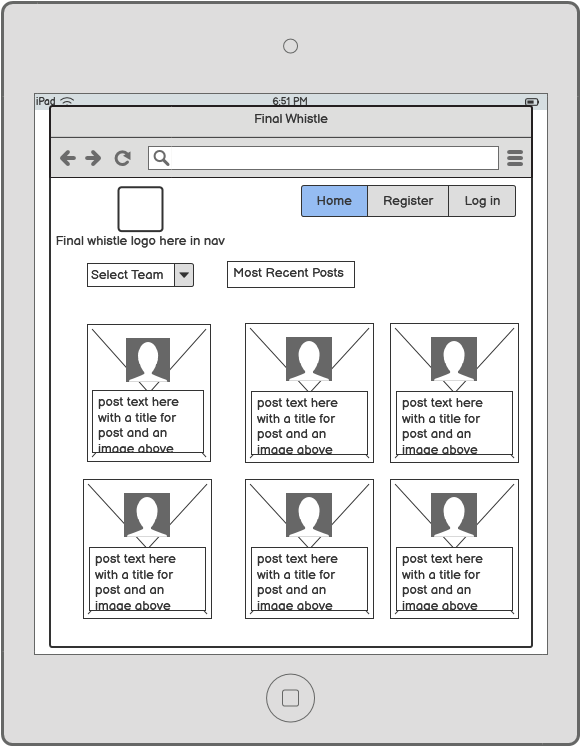 iPad 6:51 PM
Final Whistle
Home Register Log in
Final whistle logo here in nav
Select Team Most Recent Posts
post text here
with a title for
post and an
image above
post text here
with a title for
post and an
image above
post text here
with a title for
post and an
image above
post text here
with a title for
post and an
image above
post text here
with a title for
post and an
image above
post text here
with a title for
post and an
image above